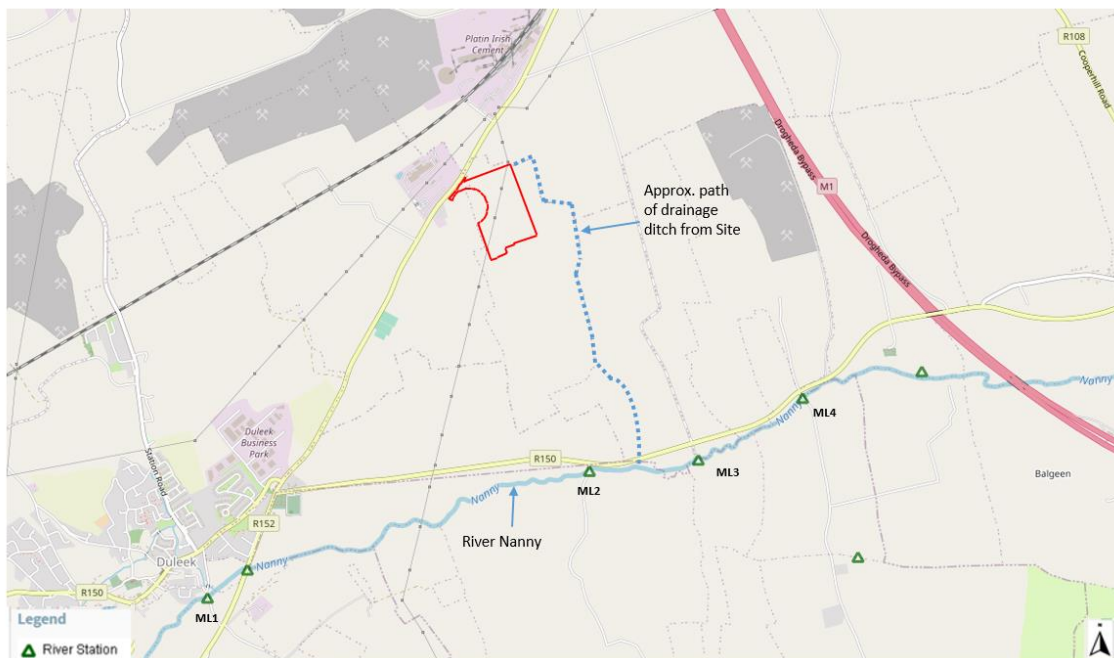 Platin Irish
Cement
R108
Cooperhill Road
Drogheda Bypass
M1
Approx. path
of drainage
ditch from Site
Drogheda Bypass
Nanny
ML4
Nanny
Duleek
Business
Park
Station Road
R150
ML3
Balgeen
ML2
Nanny
R152
River Nanny
Duleek
Nanny
R150
ML1
Legend
River Station